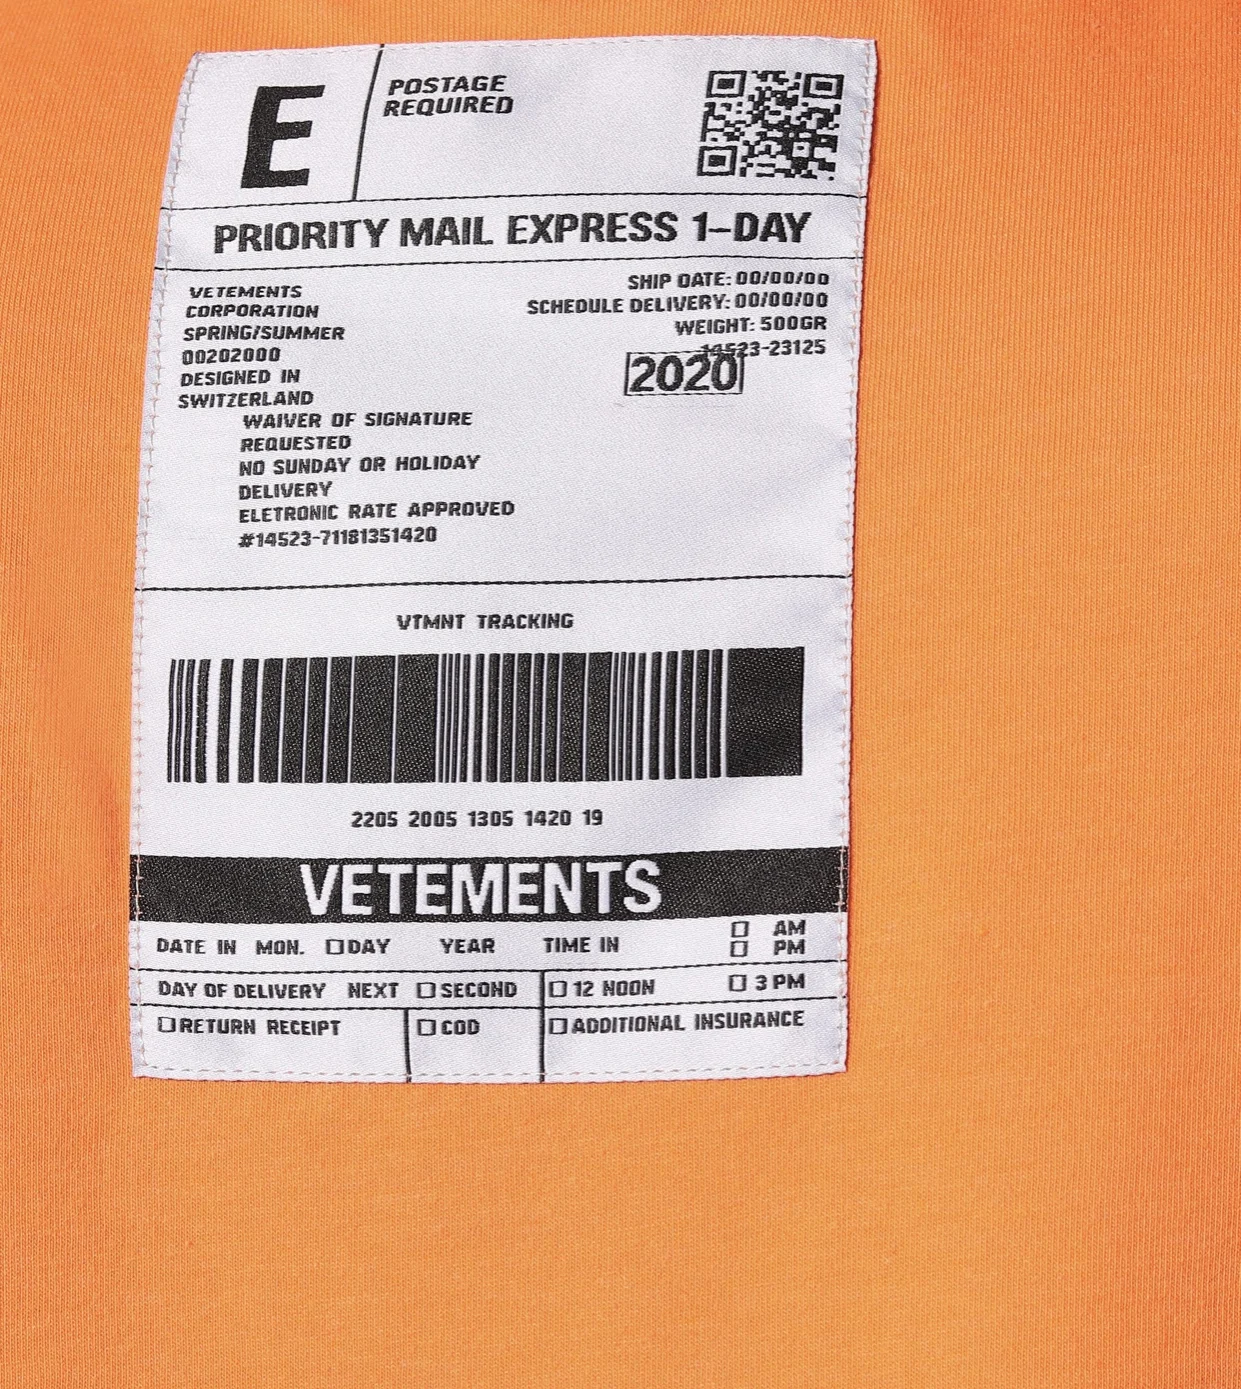 E
POSTAGE
REQUIRED
PRIORITY MAIL EXPRESS 1-DAY
VETEMENTS
CORPORATION
SPRING/SUMMER
00202000
DESIGNED IN
SWITZERLAND
SHIP DATE: 00/00/00
SCHEDULE DELIVERY: 00/00/00
WEIGHT: 500GR
14523-23125
2020
WAIVER OF SIGNATURE
REQUESTED
NO SUNDAY OR HOLIDAY
DELIVERY
ELETRONIC RATE APPROVED
#14523-71181351420
VTMNT TRACKING
2205 2005 1305 1420 19
VETEMENTS
DATE IN MON. DAY YEAR TIME IN AM
PM
DAY OF DELIVERY NEXT SECOND 12 NOON 3 PM
RETURN RECEIPT COD ADDITIONAL INSURANCE